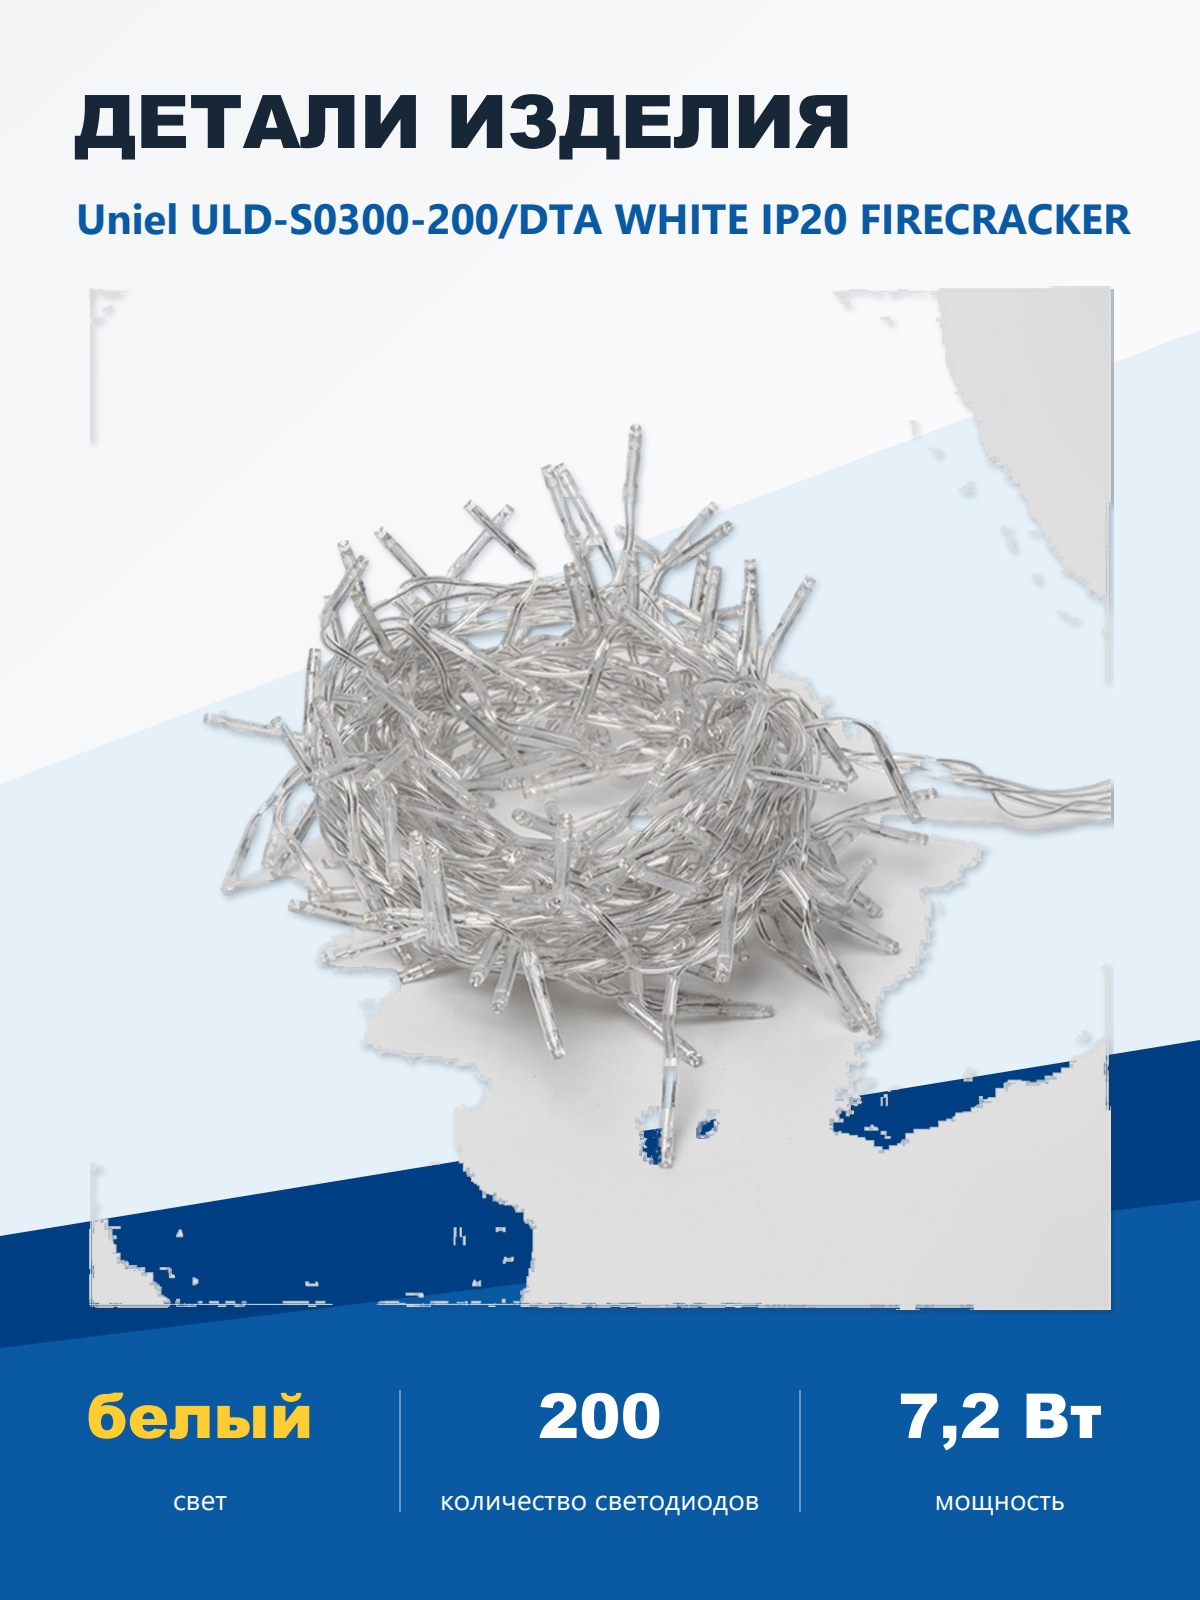 ДЕТАЛИ ИЗДЕЛИЯ
Uniel ULD-S0300-200/DTA WHITE IP20 FIRECRACKER
белый
свет
200
количество светодиодов
7,2 Вт
мощность